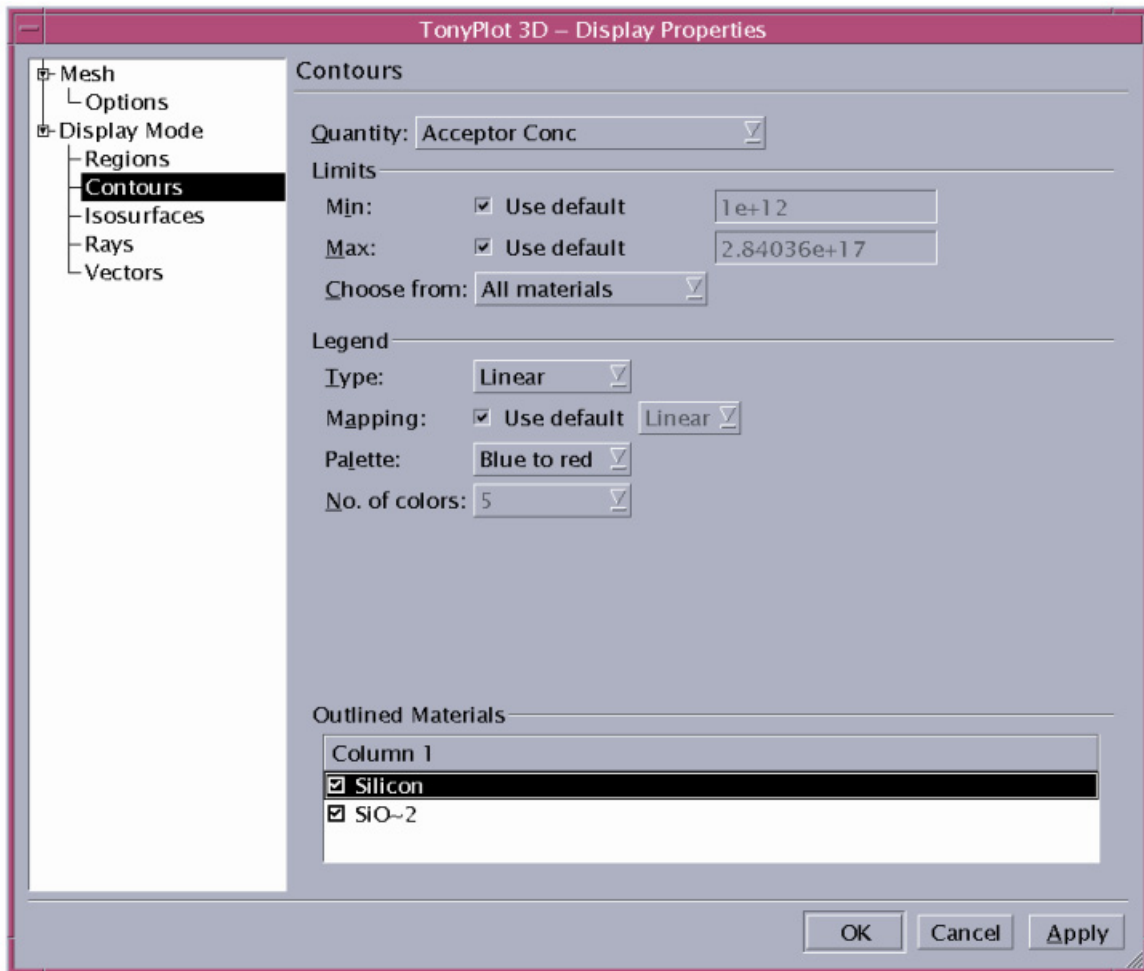 TonyPlot 3D – Display Properties
Mesh
Options
Display Mode
Regions
Contours
Isosurfaces
Rays
Vectors
Contours
Quantity: Acceptor Conc
Limits
Min: Use default 1e+12
Max: Use default 2.84036e+17
Choose from: All materials
Legend
Type: Linear
Mapping: Use default Linear
Palette: Blue to red
No. of colors: 5
Outlined Materials
Column 1
Silicon
SiO~2
OK Cancel Apply